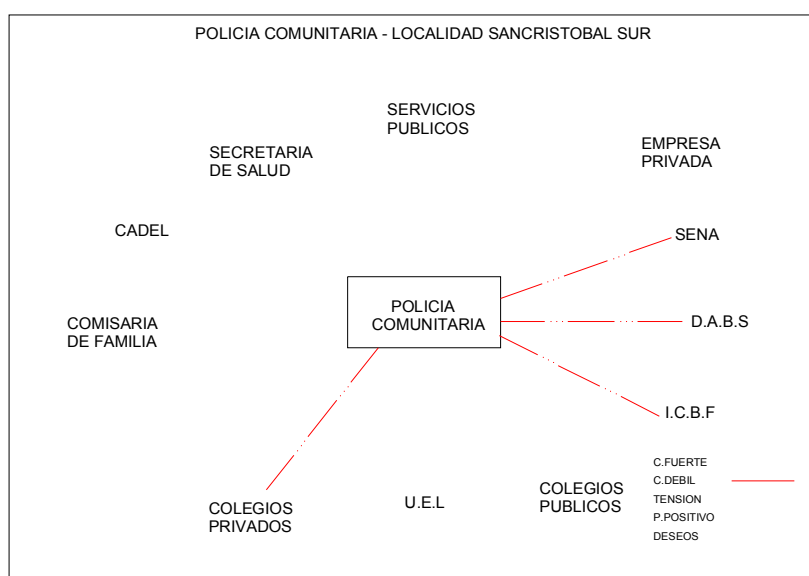 POLICIA COMUNITARIA - LOCALIDAD SANCRISTOBAL SUR
SERVICIOS
PUBLICOS
SECRETARIA
DE SALUD
EMPRESA
PRIVADA
CADEL
SENA
POLICIA
COMUNITARIA
D.A.B.S
COMISARIA
DE FAMILIA
I.C.B.F
COLEGIOS
PRIVADOS
U.E.L
COLEGIOS
PUBLICOS
C.FUERTE
C.DEBIL
TENSION
P.POSITIVO
DESEOS